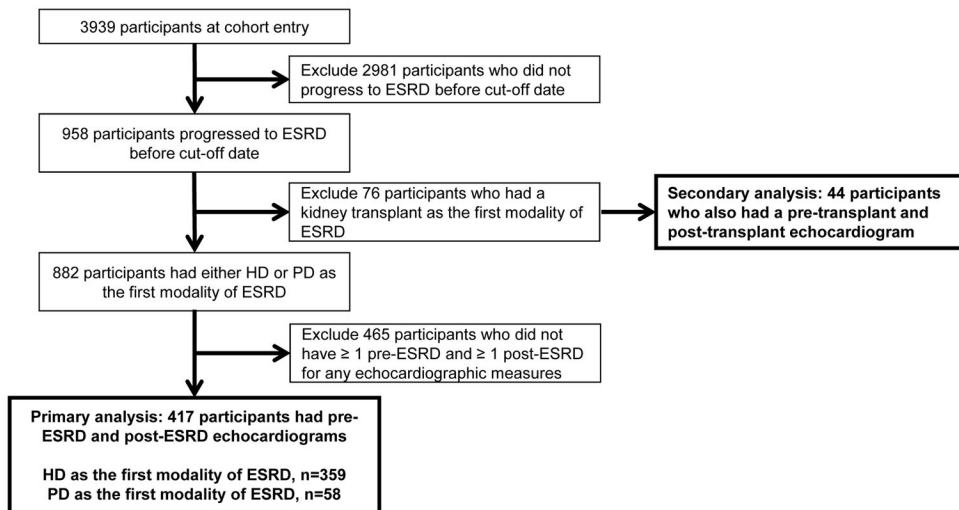 3939 participants at cohort entry
Exclude 2981 participants who did not
progress to ESRD before cut-off date
958 participants progressed to ESRD
before cut-off date
Exclude 76 participants who had a
kidney transplant as the first modality of
ESRD
Secondary analysis: 44 participants
who also had a pre-transplant and
post-transplant echocardiogram
882 participants had either HD or PD as
the first modality of ESRD
Exclude 465 participants who did not
have ≥ 1 pre-ESRD and ≥ 1 post-ESRD
for any echocardiographic measures
Primary analysis: 417 participants had pre-
ESRD and post-ESRD echocardiograms
HD as the first modality of ESRD, n=359
PD as the first modality of ESRD, n=58